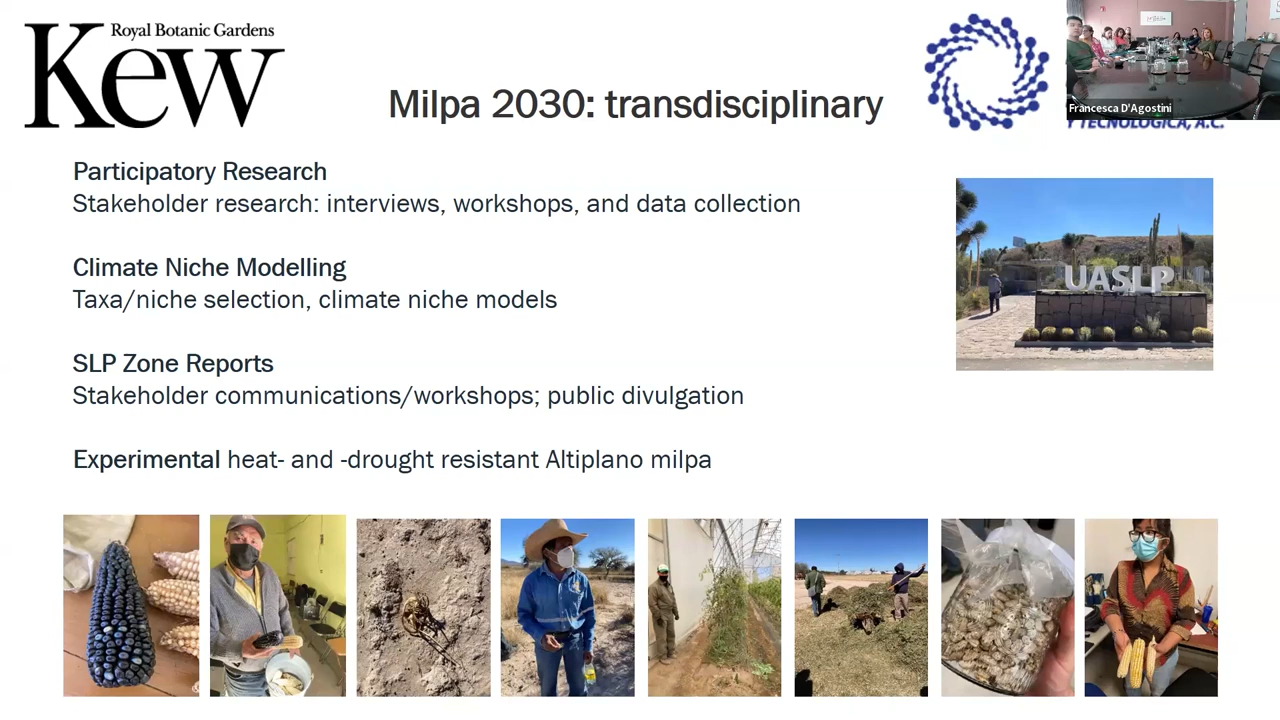 Royal Botanic Gardens
Kew
Milpa 2030: transdisciplinary
Francesca D'Agostini
Y TECNOLÓGICA, A.C.
Participatory Research
Stakeholder research: interviews, workshops, and data collection
Climate Niche Modelling
Taxa/niche selection, climate niche models
UASLP
SLP Zone Reports
Stakeholder communications/workshops; public divulgation
Experimental heat- and -drought resistant Altiplano milpa